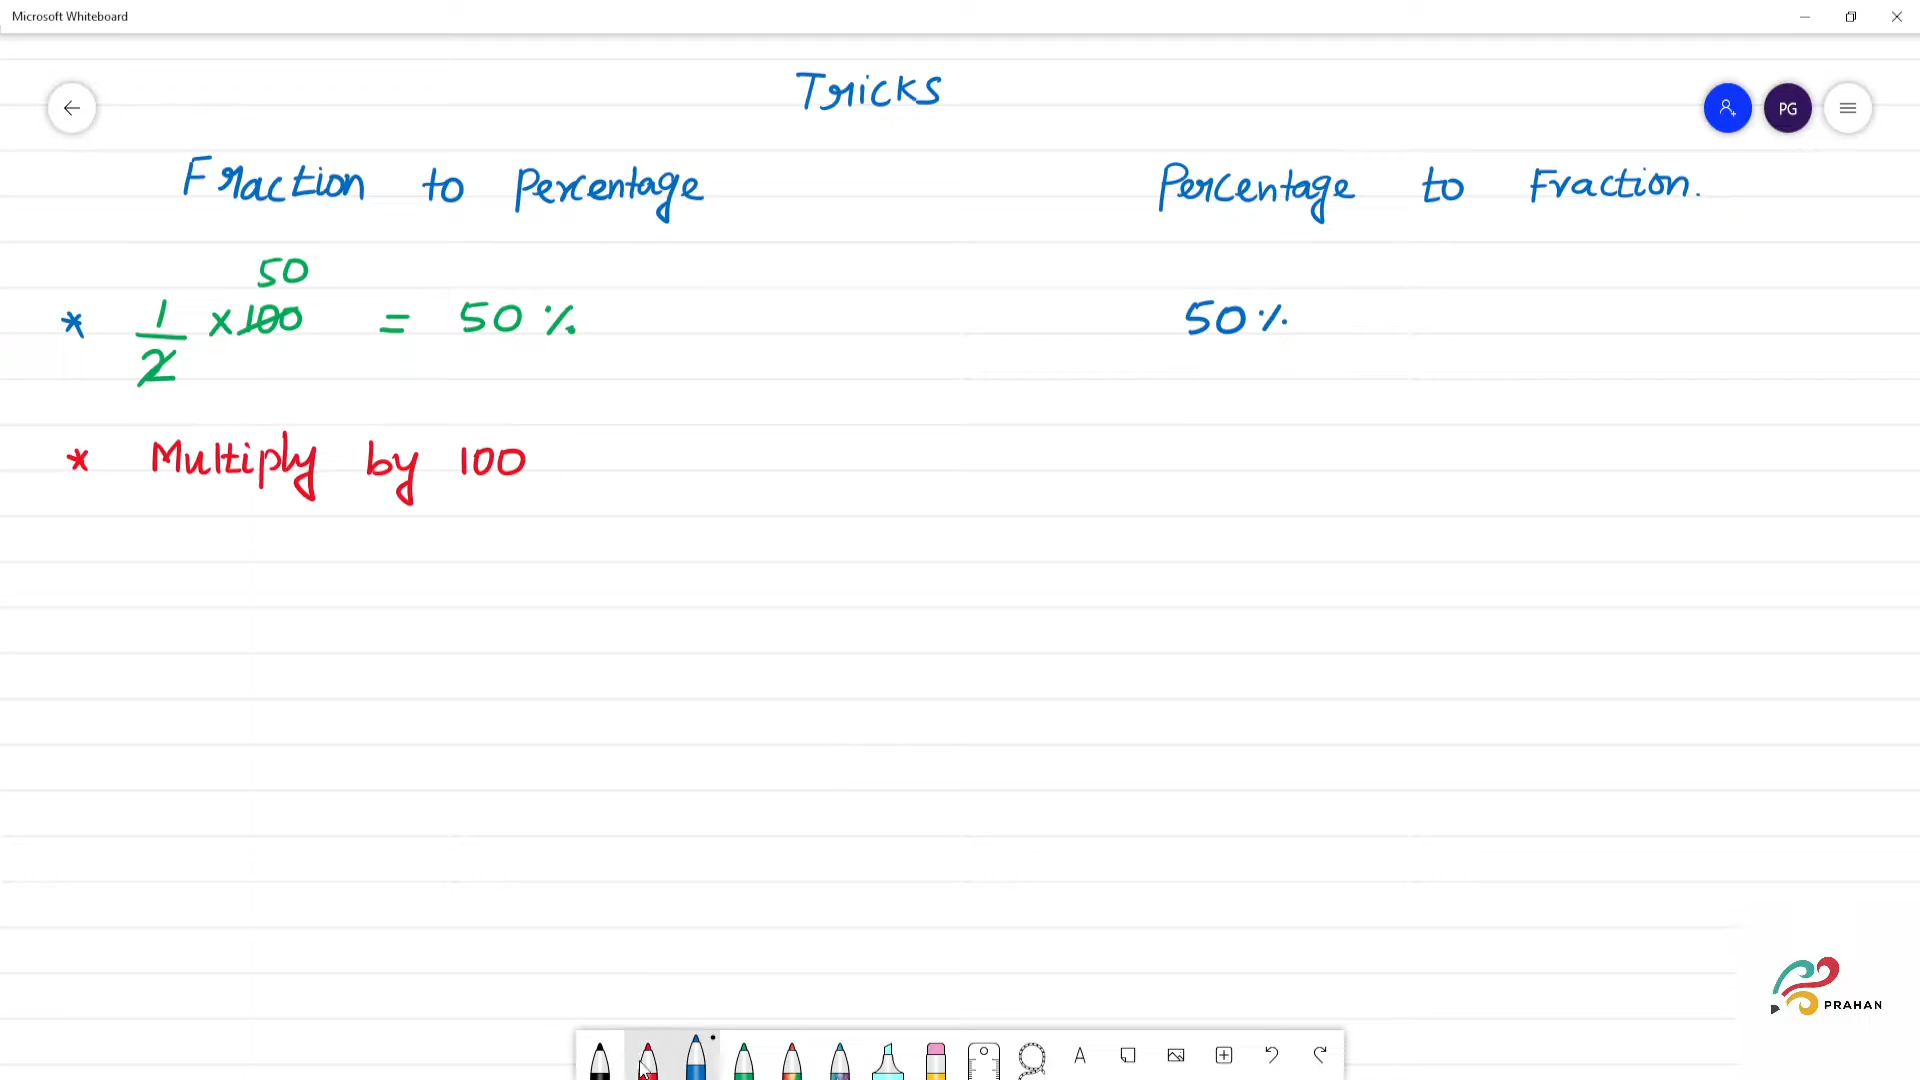 Microsoft Whiteboard
Tricks
PG
Fraction to Percentage
Percentage to Fraction.
50
* 1/2 × 100 = 50 %
50 %
* Multiply by 100
PRAHAN
A